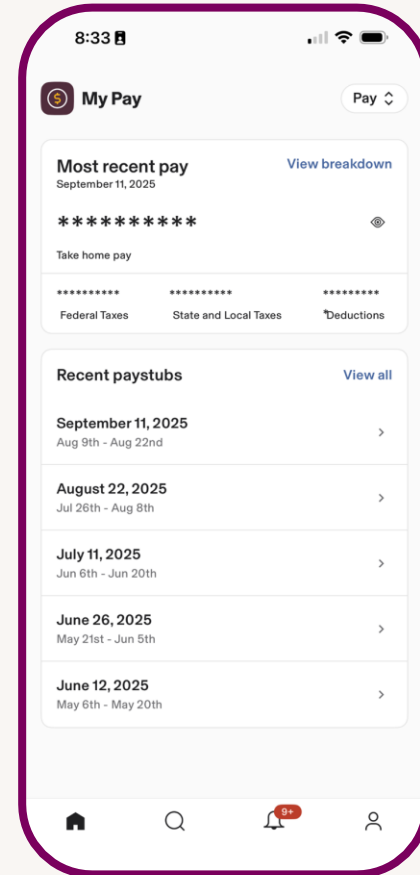 8:33
My Pay
Pay
Most recent pay
View breakdown
September 11, 2025
**********
Take home pay
********** ********** *********
Federal Taxes State and Local Taxes *Deductions
Recent paystubs
View all
September 11, 2025
Aug 9th - Aug 22nd
August 22, 2025
Jul 26th - Aug 8th
July 11, 2025
Jun 6th - Jun 20th
June 26, 2025
May 21st - Jun 5th
June 12, 2025
May 6th - May 20th
9+